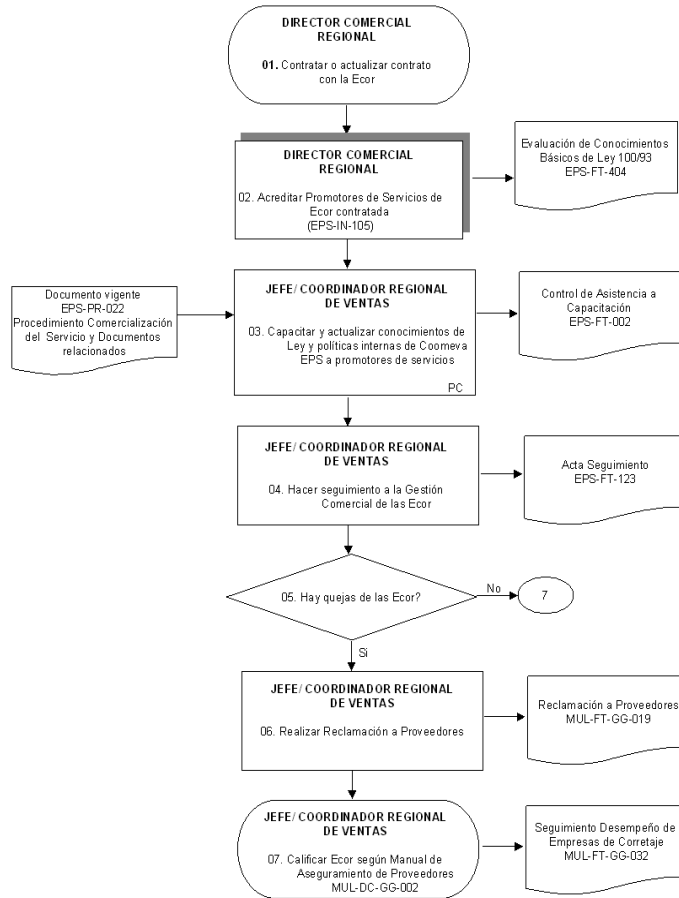 DIRECTOR COMERCIAL
REGIONAL
01. Contratar o actualizar contrato
con la Ecor
DIRECTOR COMERCIAL
REGIONAL
02. Acreditar Promotores de Servicios de
Ecor contratada
(EPS-IN-105)
Evaluación de Conocimientos
Básicos de Ley 100/93
EPS-FT-404
Documento vigente
EPS-PR-022
Procedimiento Comercialización
del Servicio y Documentos
relacionados
JEFE/ COORDINADOR REGIONAL
DE VENTAS
03. Capacitar y actualizar conocimientos de
Ley y políticas internas de Coomeva
EPS a promotores de servicios
PC
Control de Asistencia a
Capacitación
EPS-FT-002
JEFE/ COORDINADOR REGIONAL
DE VENTAS
04. Hacer seguimiento a la Gestión
Comercial de las Ecor
Acta Seguimiento
EPS-FT-123
05. Hay quejas de las Ecor?
No
7
Si
JEFE/ COORDINADOR REGIONAL
DE VENTAS
06. Realizar Reclamación a Proveedores
Reclamación a Proveedores
MUL-FT-GG-019
JEFE/COORDINADOR REGIONAL
DE VENTAS
07. Calificar Ecor según Manual de
Aseguramiento de Proveedores
MUL-DC-GG-002
Seguimiento Desempeño de
Empresas de Corretaje
MUL-FT-GG-032